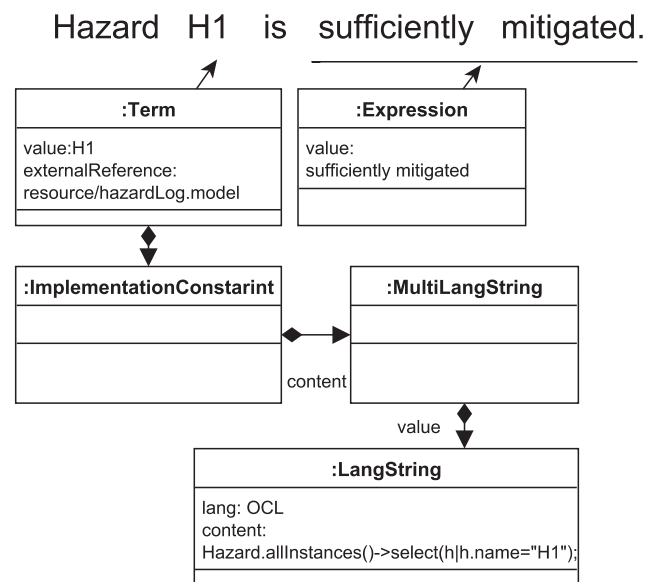 Hazard H1 is sufficiently mitigated.
:Term
value:H1
externalReference:
resource/hazardLog.model
:Expression
value:
sufficiently mitigated
:ImplementationConstarint
:MultiLangString
content
value
:LangString
lang: OCL
content:
Hazard.allInstances()->select(h|h.name="H1");